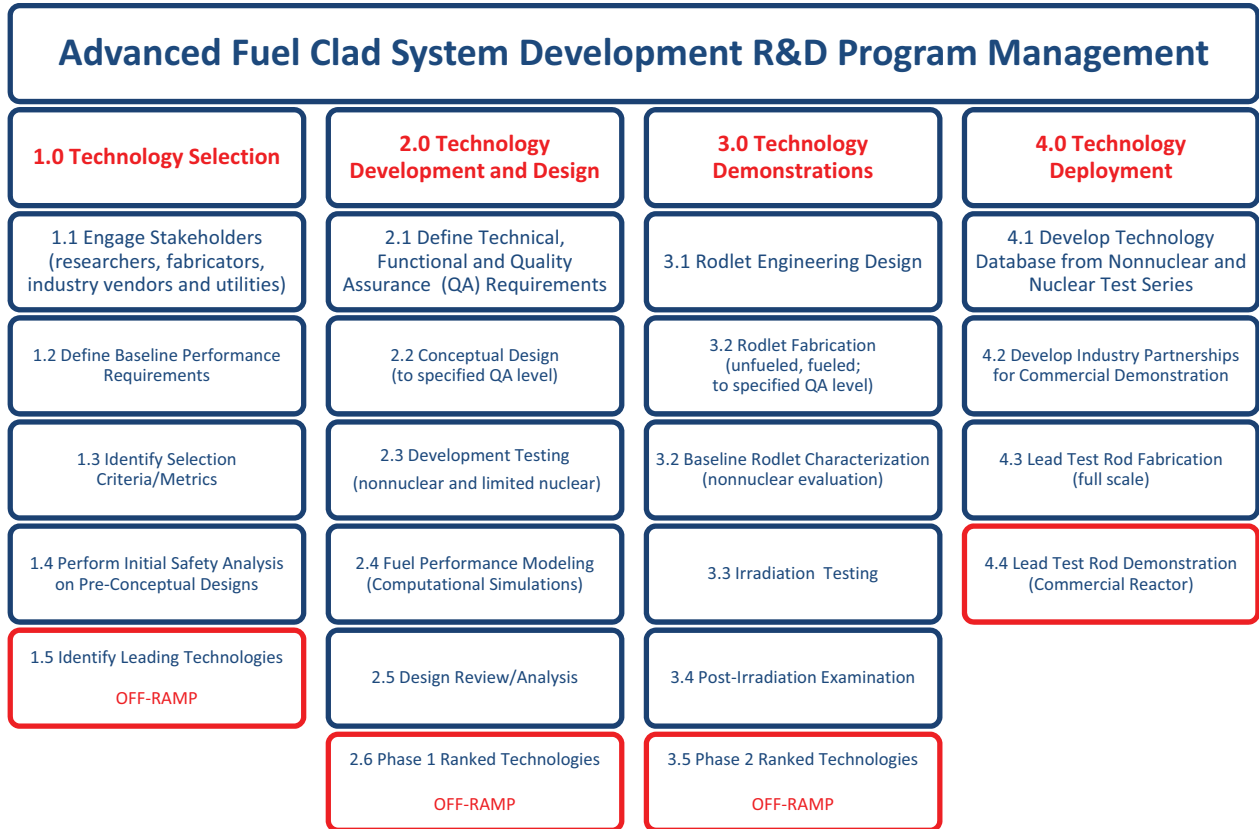 Advanced Fuel Clad System Development R&D Program Management
1.0 Technology Selection
1.1 Engage Stakeholders
(researchers, fabricators,
industry vendors and utilities)
1.2 Define Baseline Performance
Requirements
1.3 Identify Selection
Criteria/Metrics
1.4 Perform Initial Safety Analysis
on Pre-Conceptual Designs
1.5 Identify Leading Technologies
OFF-RAMP
2.0 Technology
Development and Design
2.1 Define Technical,
Functional and Quality
Assurance (QA) Requirements
2.2 Conceptual Design
(to specified QA level)
2.3 Development Testing
(nonnuclear and limited nuclear)
2.4 Fuel Performance Modeling
(Computational Simulations)
2.5 Design Review/Analysis
2.6 Phase 1 Ranked Technologies
OFF-RAMP
3.0 Technology
Demonstrations
3.1 Rodlet Engineering Design
3.2 Rodlet Fabrication
(unfueled, fueled;
to specified QA level)
3.2 Baseline Rodlet Characterization
(nonnuclear evaluation)
3.3 Irradiation Testing
3.4 Post-Irradiation Examination
3.5 Phase 2 Ranked Technologies
OFF-RAMP
4.0 Technology
Deployment
4.1 Develop Technology
Database from Nonnuclear and
Nuclear Test Series
4.2 Develop Industry Partnerships
for Commercial Demonstration
4.3 Lead Test Rod Fabrication
(full scale)
4.4 Lead Test Rod Demonstration
(Commercial Reactor)